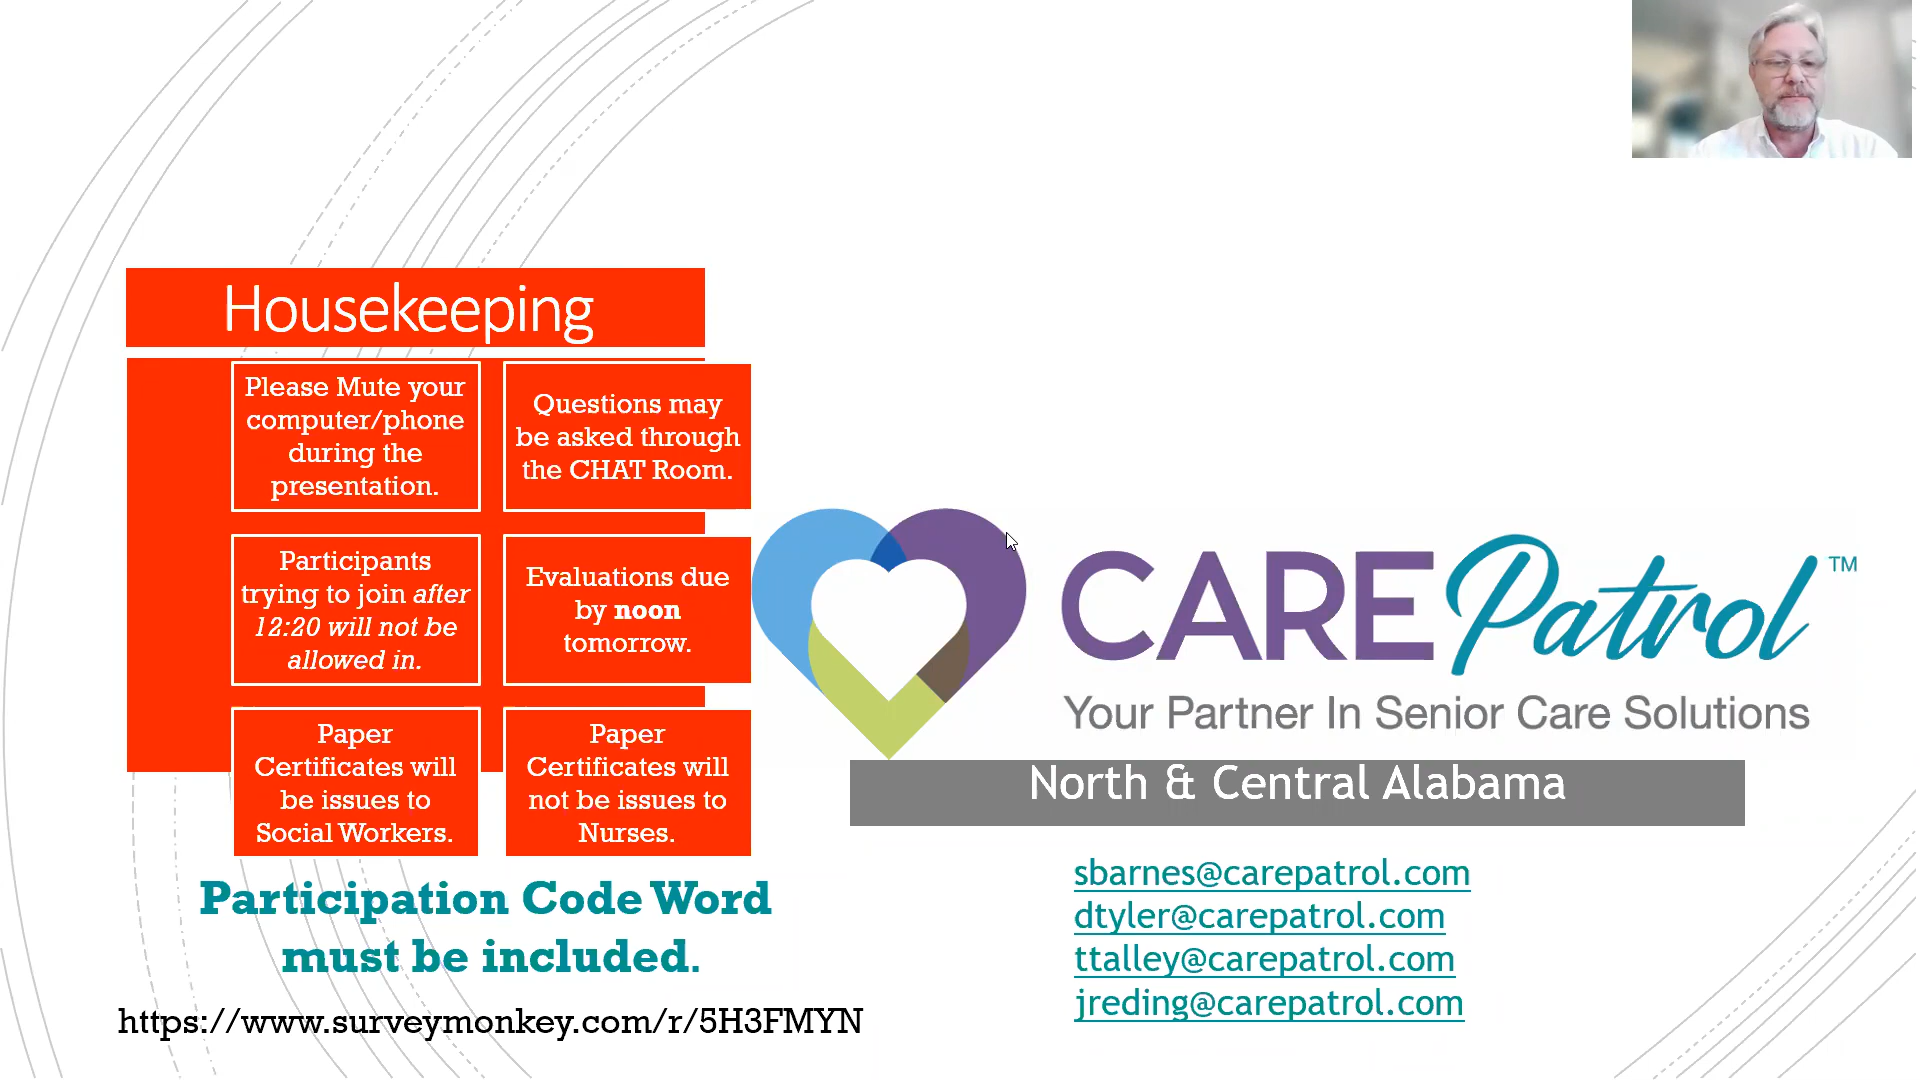 Housekeeping
Please Mute your
computer/phone
during the
presentation.
Questions may
be asked through
the CHAT Room.
Participants
trying to join after
12:20 will not be
allowed in.
Evaluations due
by noon
tomorrow.
Paper
Certificates will
be issues to
Social Workers.
Paper
Certificates will
not be issues to
Nurses.
Participation Code Word
must be included.
https://www.surveymonkey.com/r/5H3FMYN
CAREPatrol™
Your Partner In Senior Care Solutions
North & Central Alabama
sbarnes@carepatrol.com
dtyler@carepatrol.com
ttalley@carepatrol.com
jreding@carepatrol.com